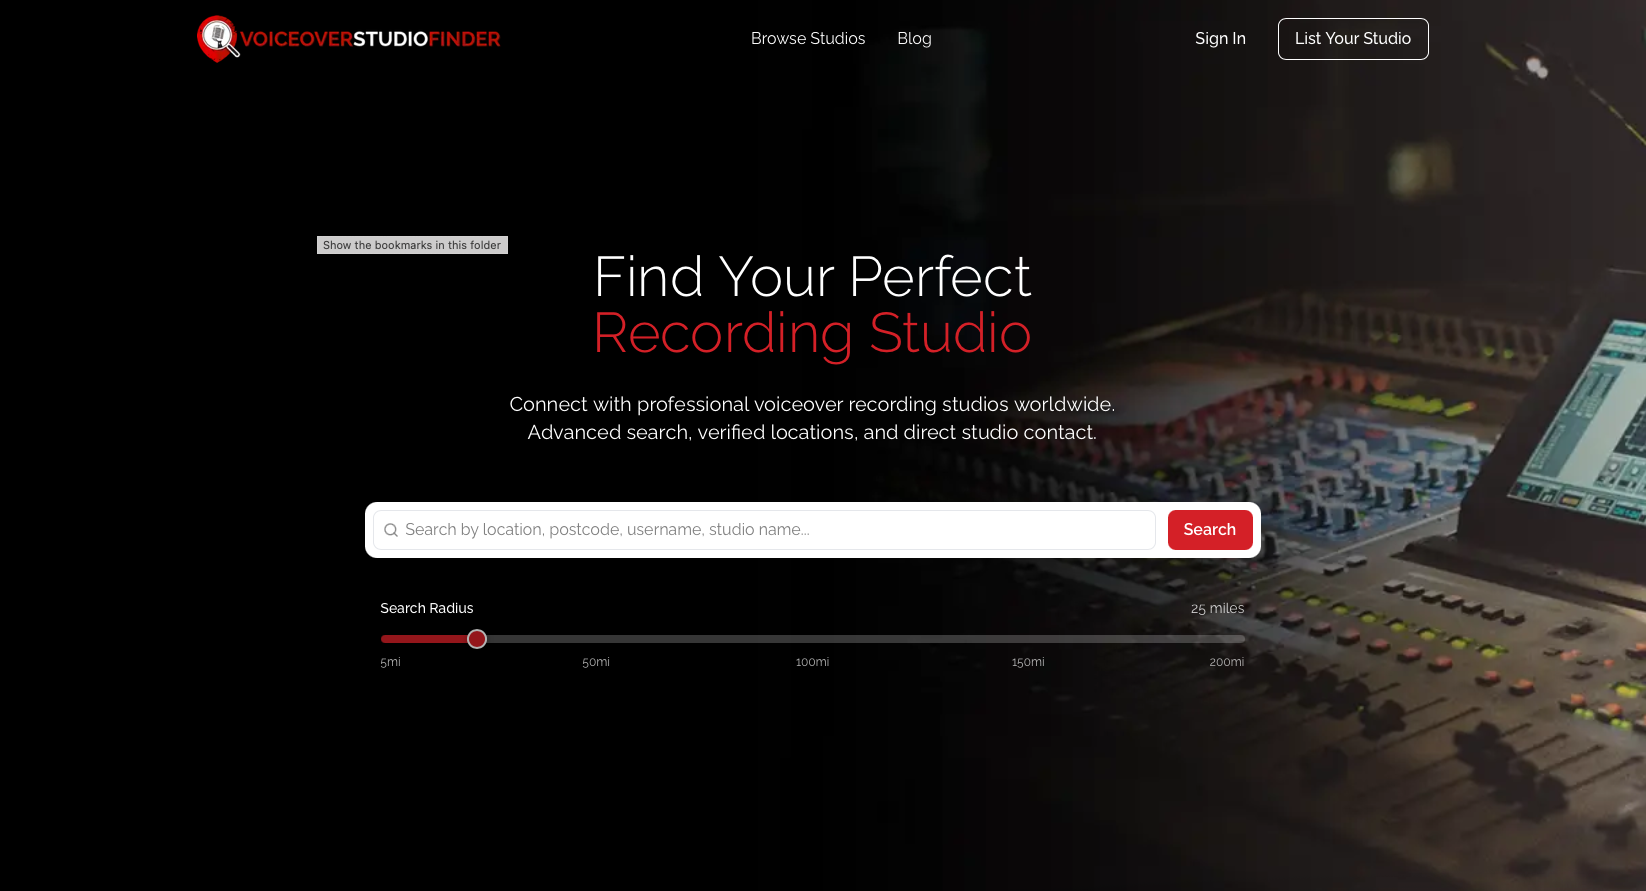 VOICEOVERSTUDIOFINDER
Browse Studios
Blog
Sign In
List Your Studio
Show the bookmarks in this folder
Find Your Perfect
Recording Studio
Connect with professional voiceover recording studios worldwide.
Advanced search, verified locations, and direct studio contact.
Search by location, postcode, username, studio name...
Search
Search Radius
25 miles
5mi
50mi
100mi
150mi
200mi